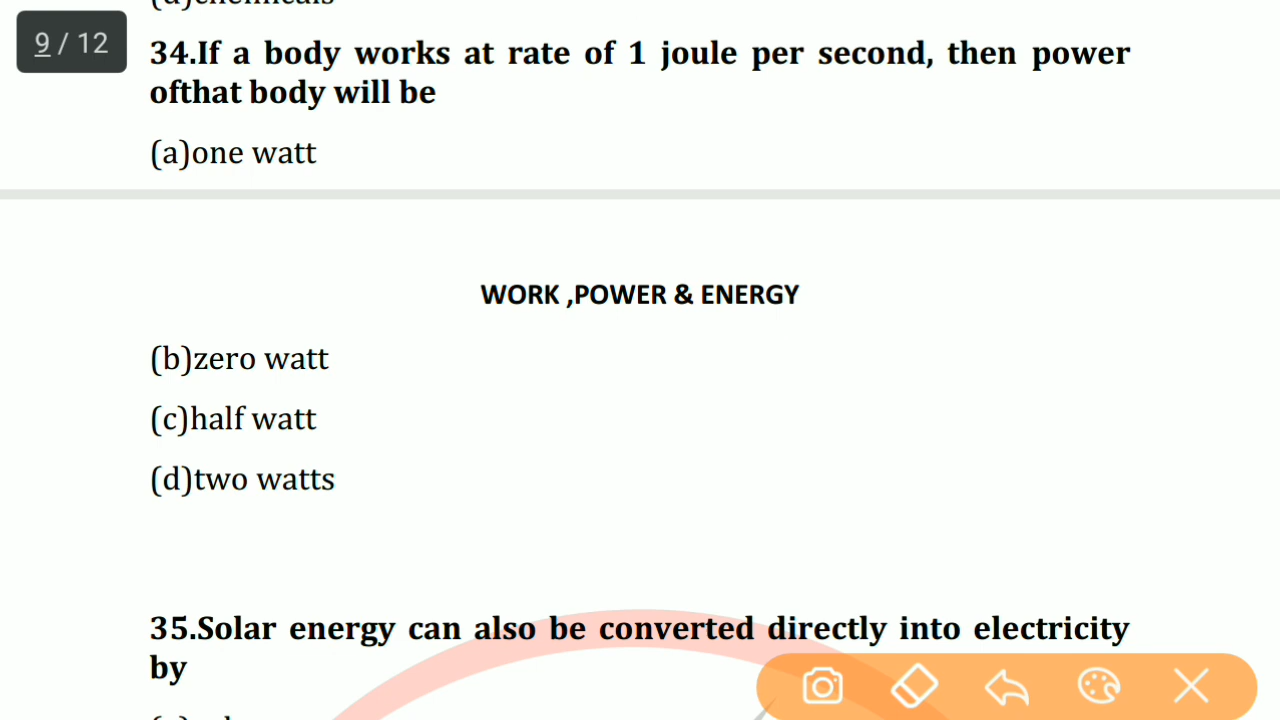 9 / 12
34.If a body works at rate of 1 joule per second, then power
ofthat body will be
(a)one watt
WORK ,POWER & ENERGY
(b)zero watt
(c)half watt
(d)two watts
35.Solar energy can also be converted directly into electricity
by